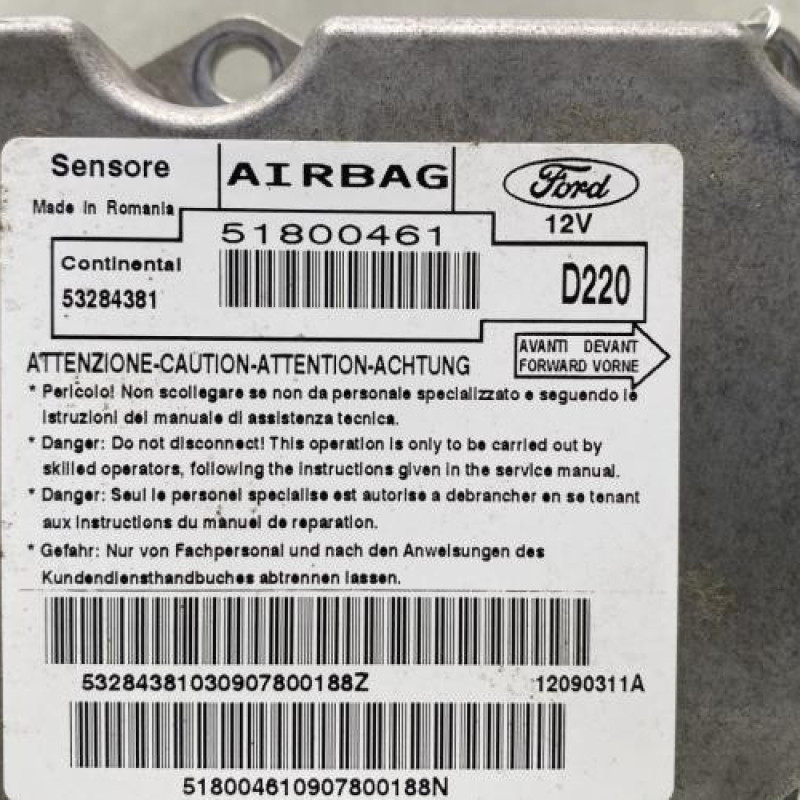 Sensore
AIRBAG
Ford
Made in Romania
12V
51800461
Continental
53284381
D220
AVANTI DEVANT
FORWARD VORNE
ATTENZIONE-CAUTION-ATTENTION-ACHTUNG
* Pericolo! Non scollegare se non da personale specializzato e seguendo le
istruzioni del manuale di assistenza tecnica.
* Danger: Do not disconnect! This operation is only to be carried out by
skilled operators, following the instructions given in the service manual.
* Danger: Seul le personel specialise est autorise a debrancher en se tenant
aux instructions du manuel de reparation.
* Gefahr: Nur von Fachpersonal und nach den Anweisungen des
Kundendiensthandbuches abtrennen lassen.
53284381030907800188Z
12090311A
518004610907800188N